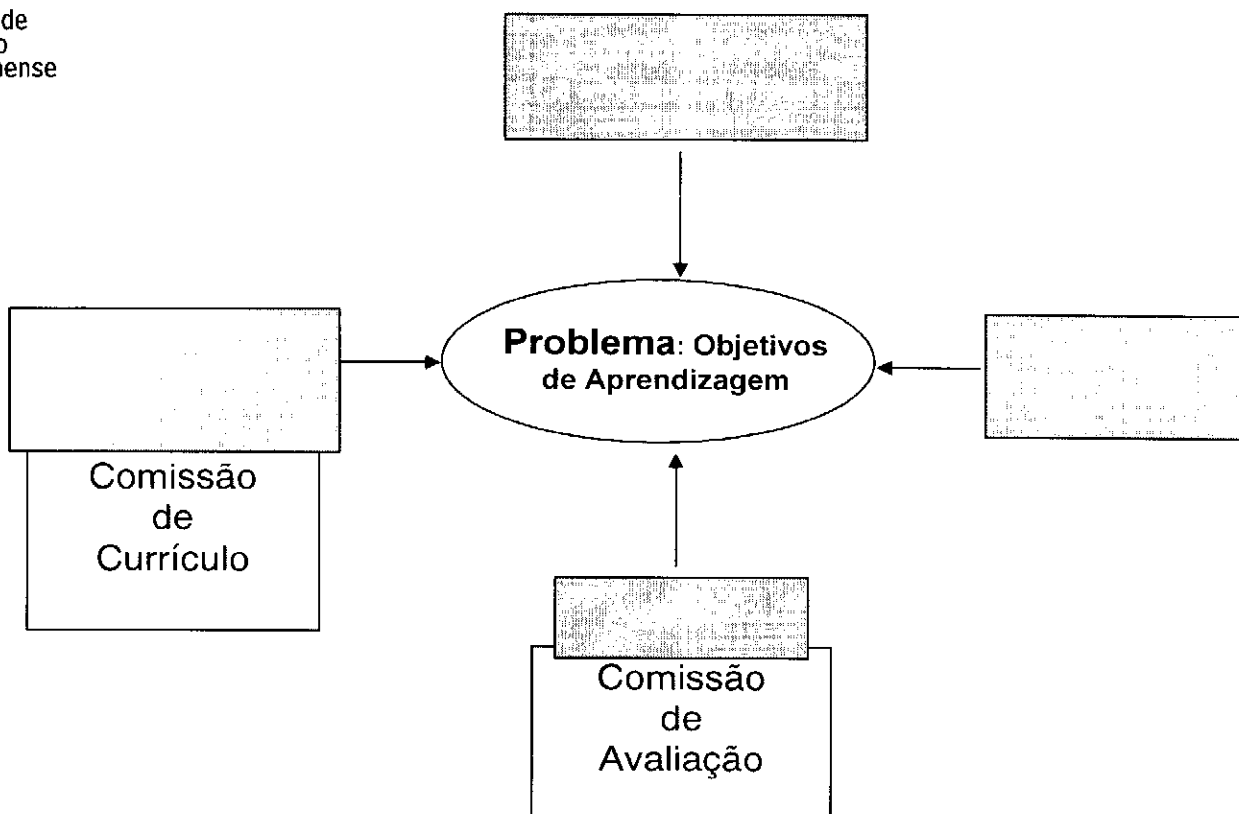 de
o
ense
Problema: Objetivos
de Aprendizagem
Comissão
de
Currículo
Comissão
de
Avaliação